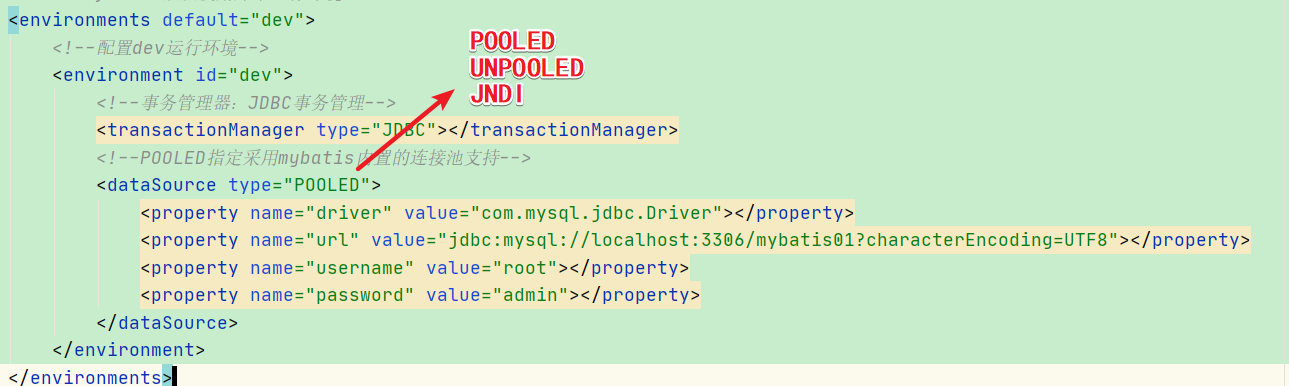 <environments default="dev">
<!--配置dev运行环境-->
<environment id="dev">
<!--事务管理器：JDBC事务管理-->
<transactionManager type="JDBC"></transactionManager>
<!--POOLED指定采用mybatis内置的连接池支持-->
<dataSource type="POOLED">
<property name="driver" value="com.mysql.jdbc.Driver"></property>
<property name="url" value="jdbc:mysql://localhost:3306/mybatis01?characterEncoding=UTF8"></property>
<property name="username" value="root"></property>
<property name="password" value="admin"></property>
</dataSource>
</environment>
</environments>
POOLED
UNPOOLED
JNDI